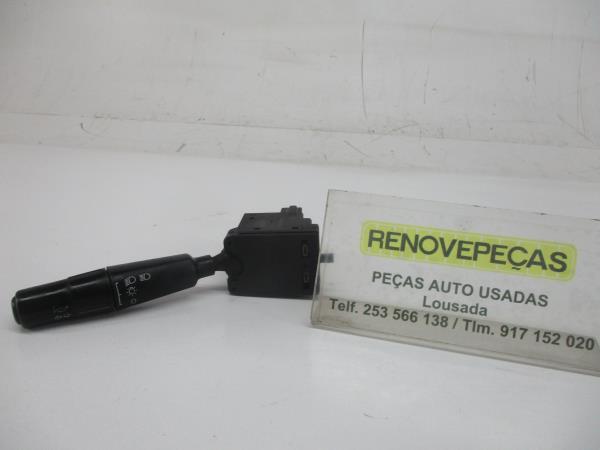 RENOVEPEÇAS
PEÇAS AUTO USADAS
Lousada
Telf. 253 566 138 / Tlm. 917 152 020